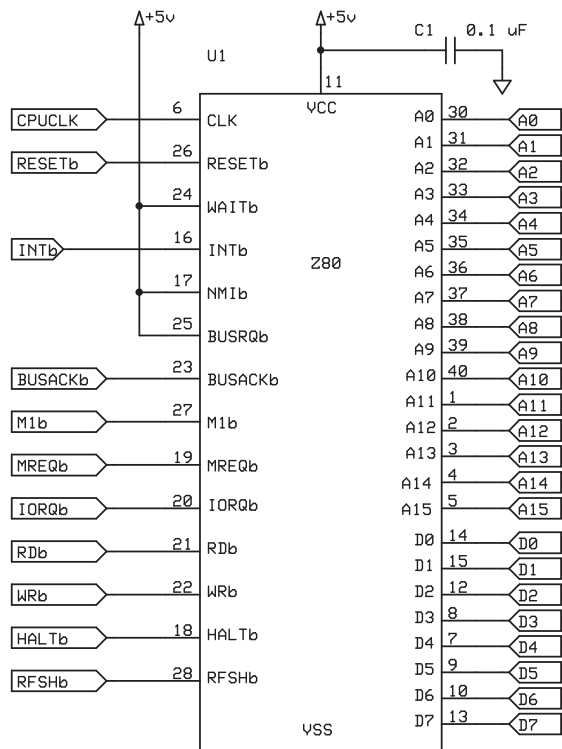 +5v +5v C1 0.1 uF
U1
11
VCC
CPUCLK 6 CLK A0 30 A0
A1 31 A1
RESETb 26 RESETb A2 32 A2
A3 33 A3
24 WAITb A4 34 A4
INTb 16 INTb A5 35 A5
Z80
A6 36 A6
17 NMIb A7 37 A7
A8 38 A8
25 BUSRQb A9 39 A9
BUSACKb 23 BUSACKb A10 40 A10
A11 1 A11
M1b 27 M1b A12 2 A12
MREQb 19 MREQb A13 3 A13
A14 4 A14
IORQb 20 IORQb A15 5 A15
D0 14 D0
RDb 21 RDb D1 15 D1
WRb 22 WRb D2 12 D2
D3 8 D3
HALTb 18 HALTb D4 7 D4
D5 9 D5
RFSHb 28 RFSHb D6 10 D6
VSS D7 13 D7